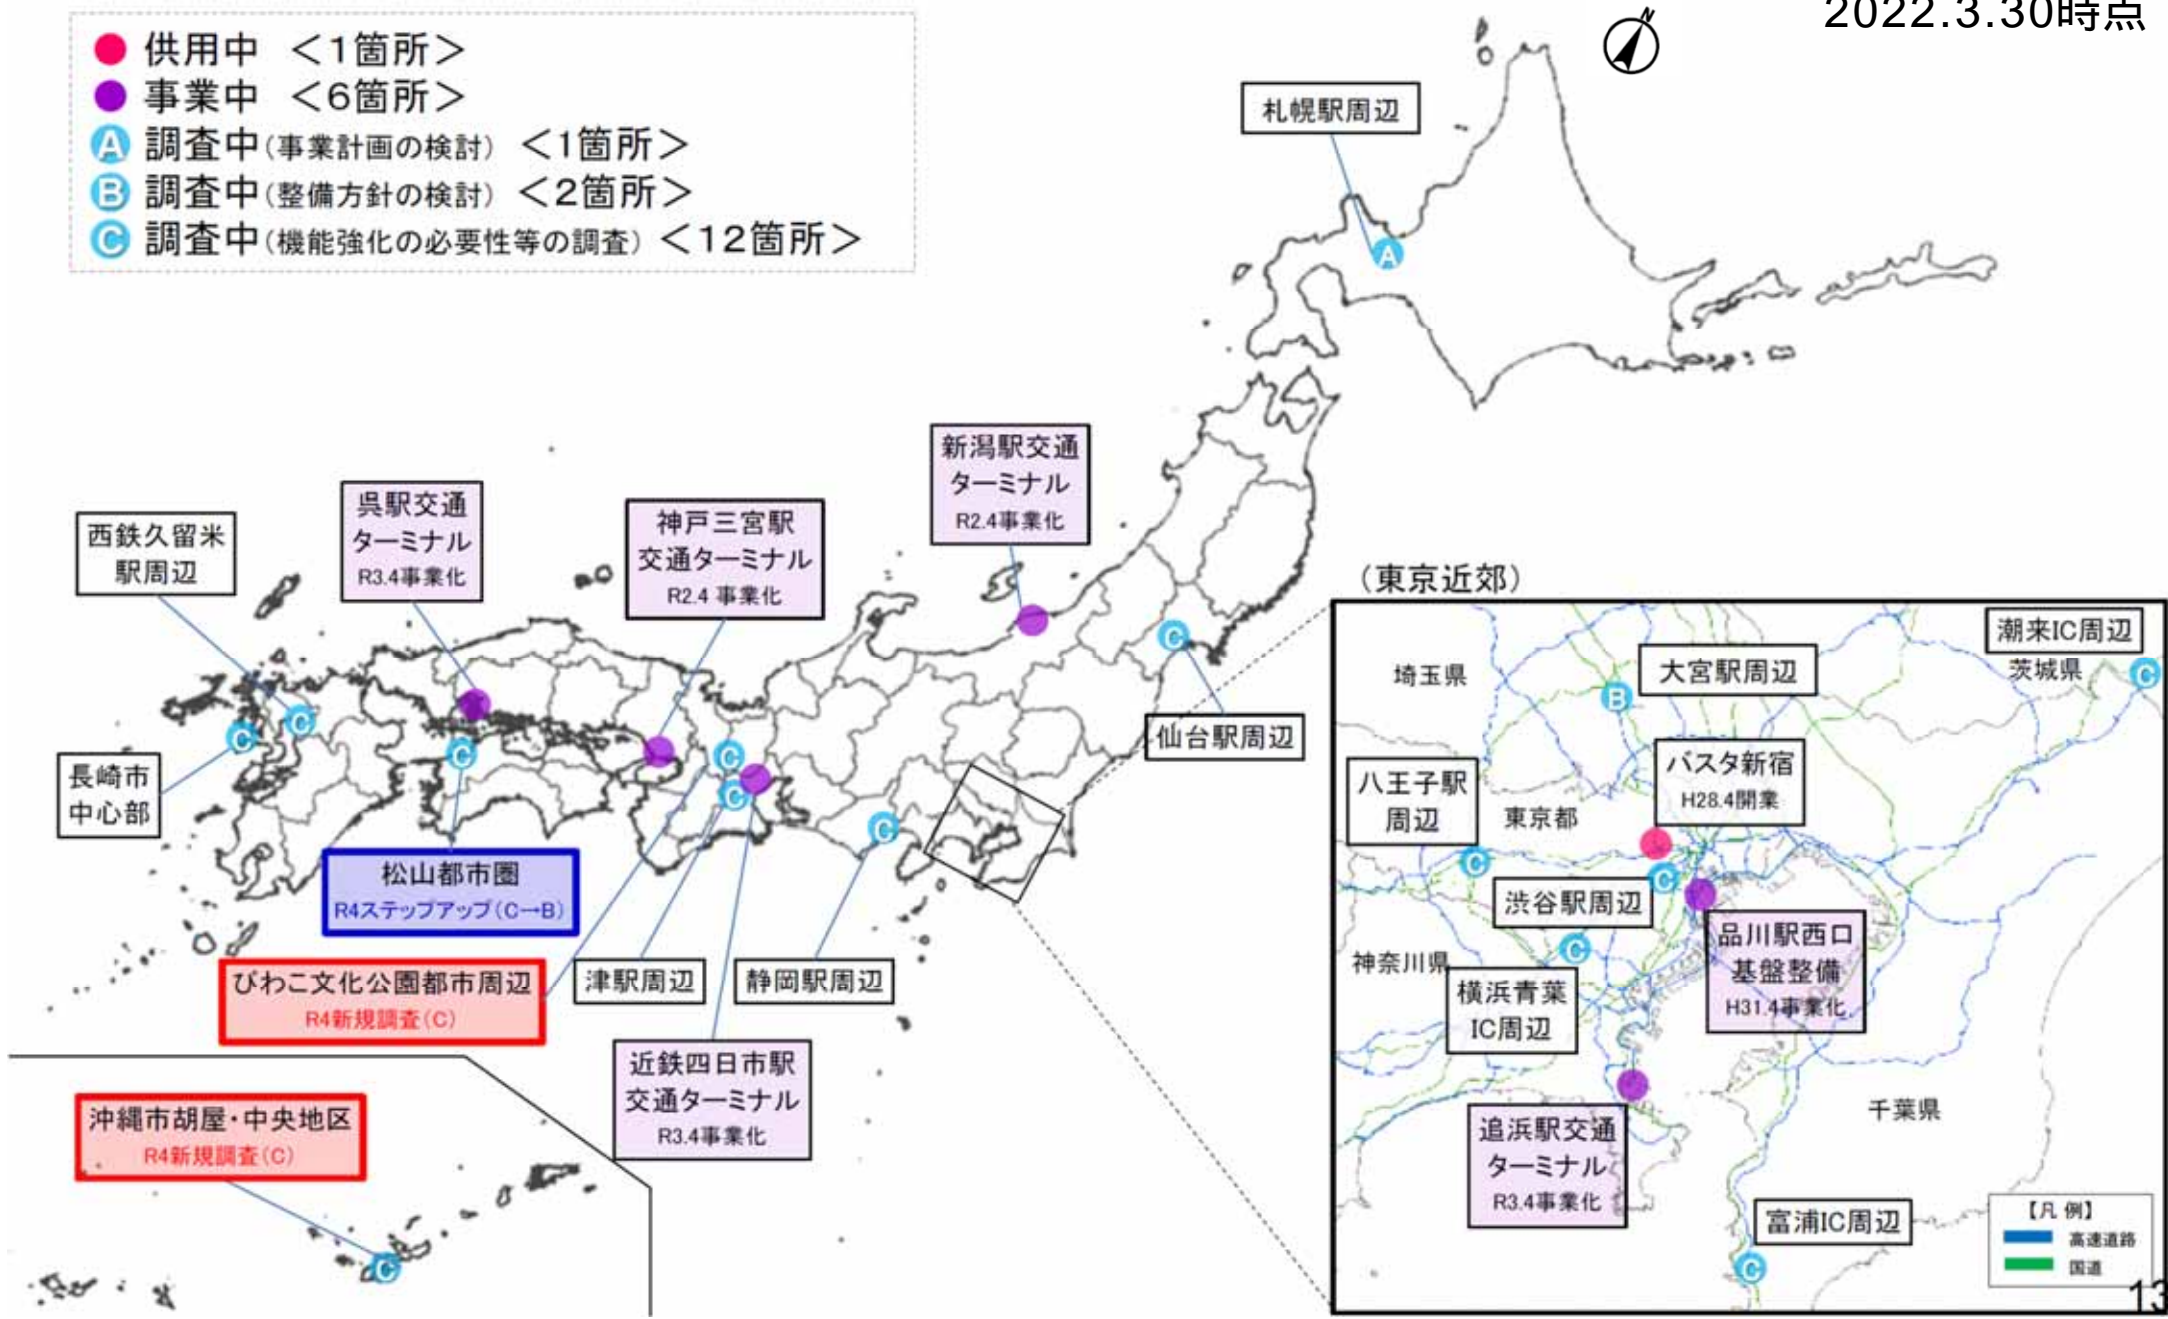 2022.3.30時点
供用中 <1箇所>
事業中 <6箇所>
A 調査中(事業計画の検討) <1箇所>
B 調査中(整備方針の検討) <2箇所>
C 調査中(機能強化の必要性等の調査) <12箇所>
N
札幌駅周辺
A
新潟駅交通
ターミナル
R2.4事業化
呉駅交通
ターミナル
R3.4事業化
神戸三宮駅
交通ターミナル
R2.4 事業化
西鉄久留米
駅周辺
C
C
C
C
C
C
C
仙台駅周辺
長崎市
中心部
松山都市圏
R4ステップアップ(C→B)
びわこ文化公園都市周辺
R4新規調査(C)
津駅周辺
静岡駅周辺
近鉄四日市駅
交通ターミナル
R3.4事業化
沖縄市胡屋・中央地区
R4新規調査(C)
C
(東京近郊)
潮来IC周辺
茨城県
C
埼玉県
大宮駅周辺
B
バスタ新宿
H28.4開業
八王子駅
周辺
東京都
C
C
渋谷駅周辺
品川駅西口
基盤整備
H31.4事業化
C
神奈川県
横浜青葉
IC周辺
追浜駅交通
ターミナル
R3.4事業化
千葉県
富浦IC周辺
C
【凡 例】
高速道路
国道
13